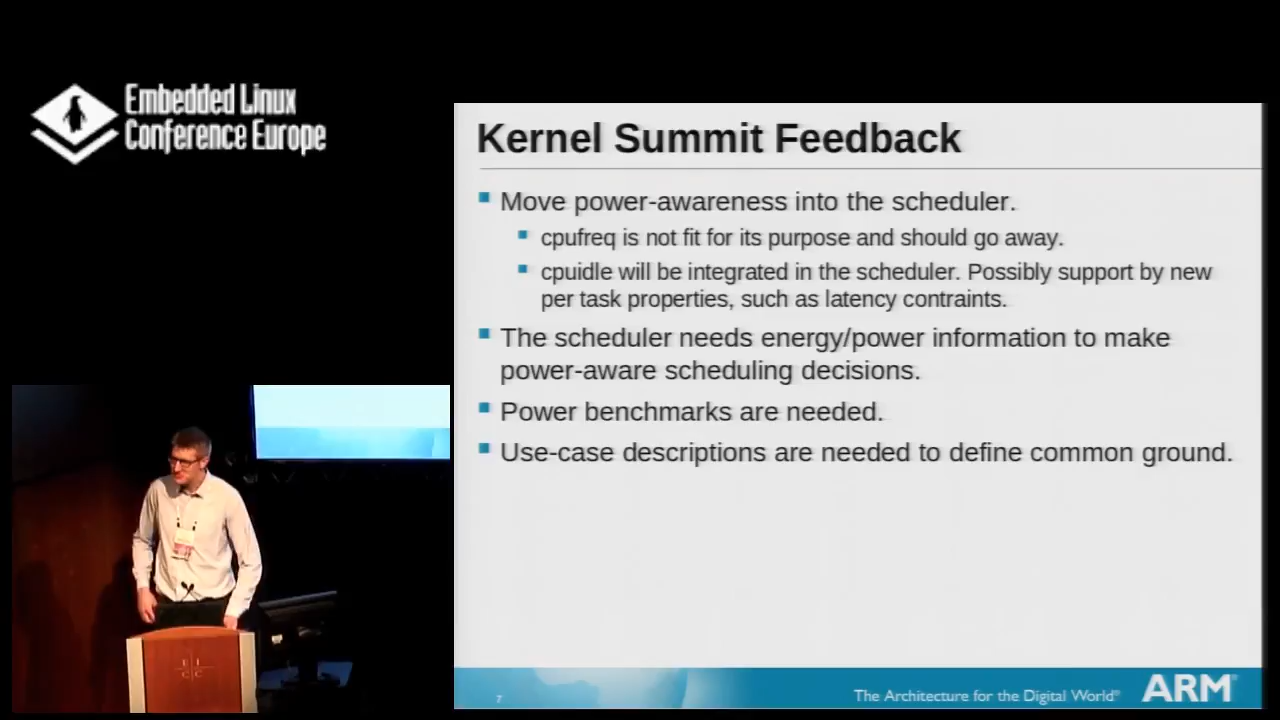 Embedded Linux
Conference Europe
Kernel Summit Feedback
Move power-awareness into the scheduler.
cpufreq is not fit for its purpose and should go away.
cpuidle will be integrated in the scheduler. Possibly support by new
per task properties, such as latency contraints.
The scheduler needs energy/power information to make
power-aware scheduling decisions.
Power benchmarks are needed.
Use-case descriptions are needed to define common ground.
7
The Architecture for the Digital World®
ARM
E I
C C